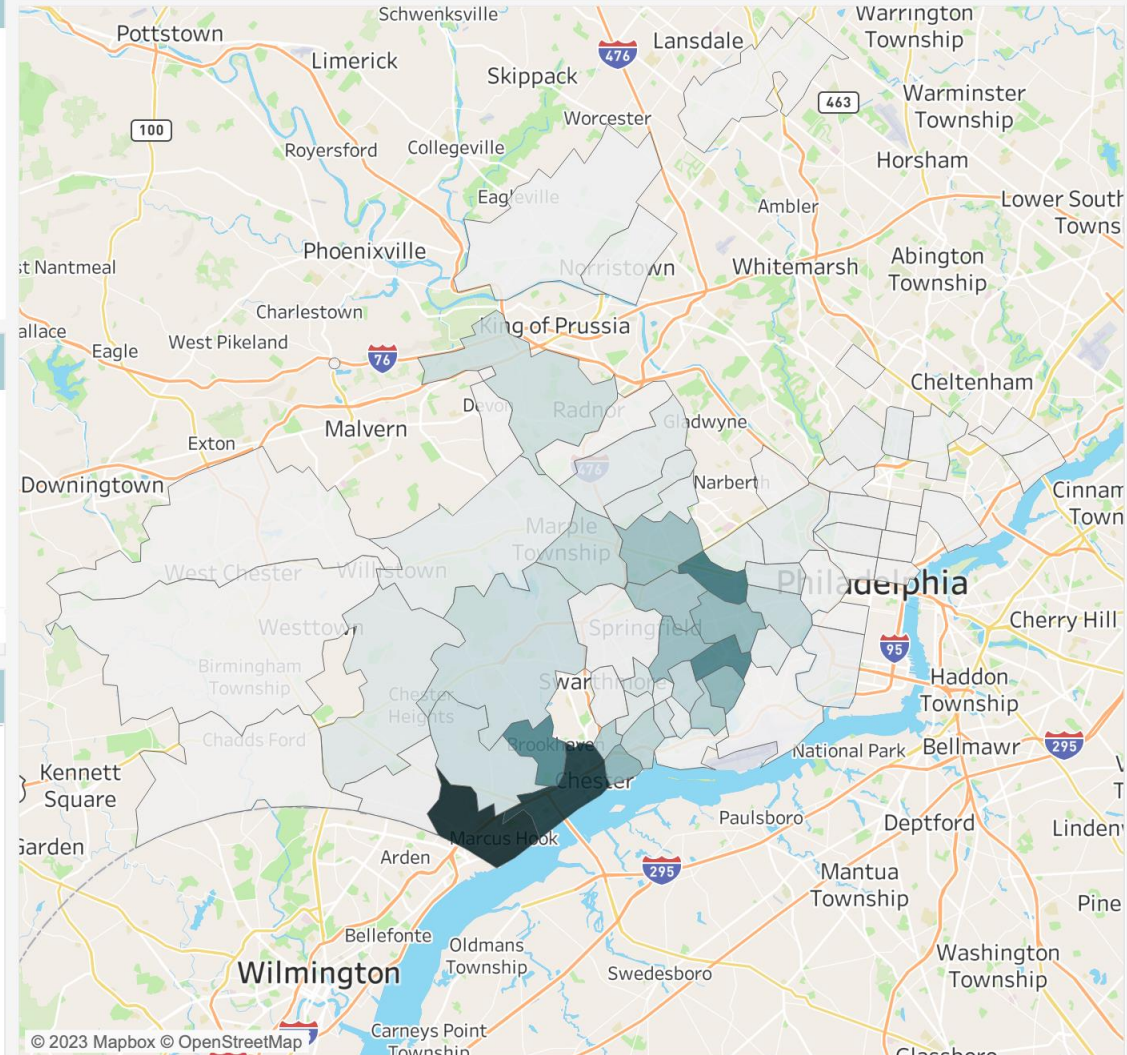 Schwenksville
Pottstown
Warrington
Township
Lansdale
Limerick
476
Skippack
100
463
Warminster
Township
Worcester
Royersford
Collegeville
Horsham
Eagleville
Ambler
Lower South
Towns
Phoenixville
st Nantmeal
Norristown
Whitemarsh
Abington
Township
Charlestown
King of Prussia
allace
Eagle
West Pikeland
76
Cheltenham
Devon
Radnor
Gladwyne
Malvern
Exton
476
Downingtown
Narberth
Cinnam
Town
Marple
Township
West Chester
Willistown
Philadelphia
Westtown
Springfield
Cherry Hill
95
Birmingham
Township
Swarthmore
Haddon
Township
Chester
Heights
Chadds Ford
Brookhaven
National Park
Bellmawr
295
Kennett
Square
Chester
Garden
Marcus Hook
Paulsboro
Deptford
Linden
Arden
295
Mantua
Township
Pine
Bellefonte
Oldmans
Township
Washington
Township
Wilmington
Swedesboro
Carneys Point
Township
Glassboro
© 2023 Mapbox © OpenStreetMap